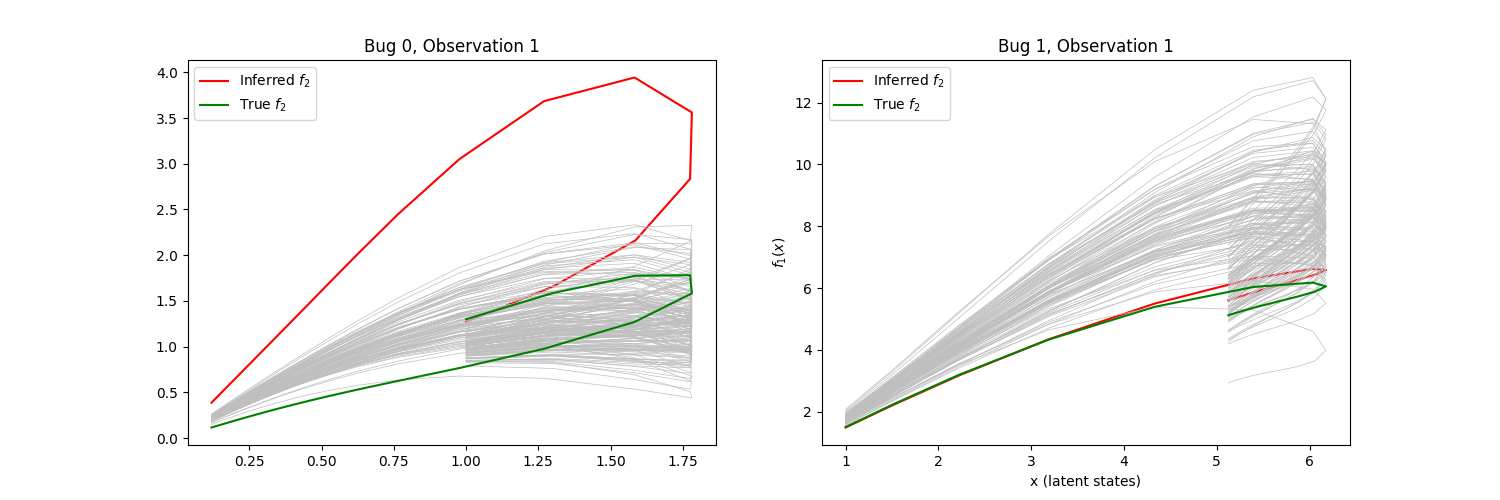 Bug 0, Observation 1
Inferred f₂
True f₂
4.0
3.5
3.0
2.5
2.0
1.5
1.0
0.5
0.0
0.25 0.50 0.75 1.00 1.25 1.50 1.75
Bug 1, Observation 1
Inferred f₂
True f₂
12
10
8
6
4
2
f₁(x)
1 2 3 4 5 6
x (latent states)